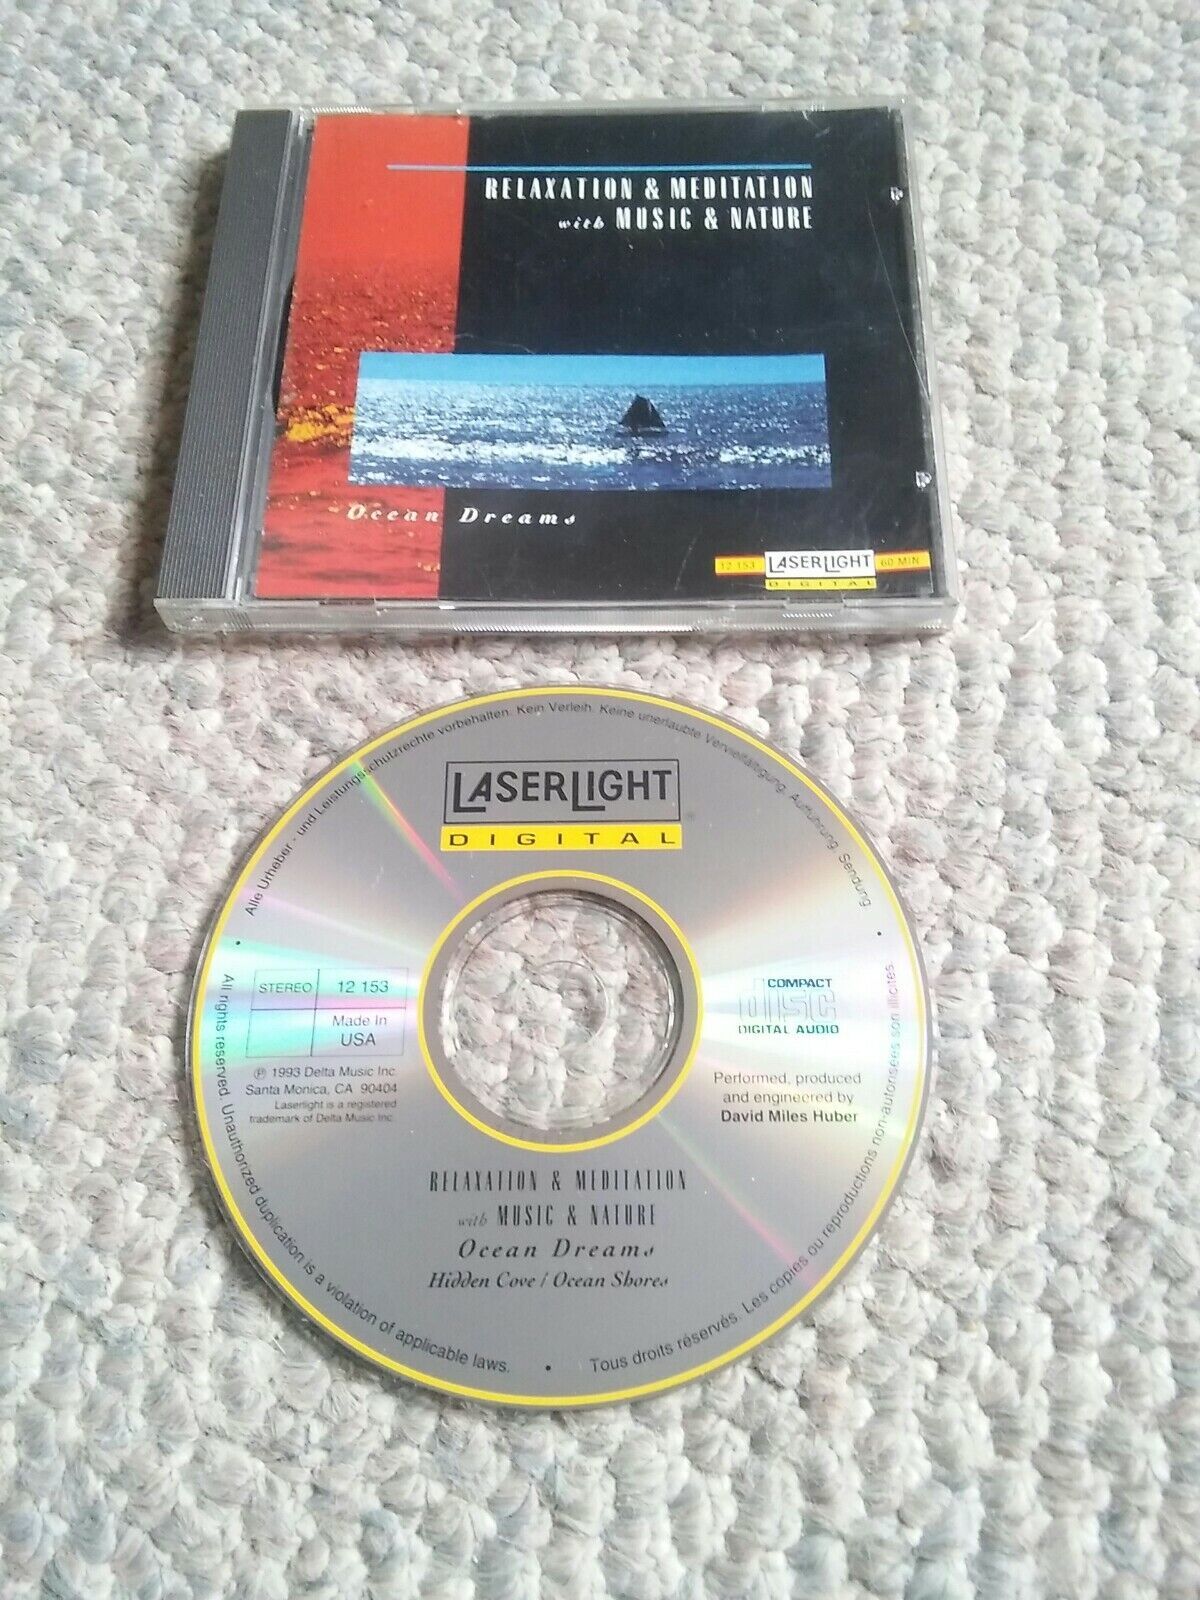 RELAXATION & MEDITATION
with MUSIC & NATURE
Ocean Dreams
12 153 LASERLIGHT 60 MIN
DIGITAL
Alle Urheber - und Leistungsschutzrechte vorbehalten. Kein Verleih. Keine unerlaubte Vervielfältigung, Aufführung, Sendung
LASERLIGHT ®
DIGITAL
STEREO 12 153
Made In
USA
℗ 1993 Delta Music Inc.
Santa Monica, CA 90404
Laserlight is a registered
trademark of Delta Music Inc.
COMPACT
disc
DIGITAL AUDIO
Performed, produced
and engineered by
David Miles Huber
RELAXATION & MEDITATION
with MUSIC & NATURE
Ocean Dreams
Hidden Cove / Ocean Shores
All rights reserved. Unauthorized duplication is a violation of applicable laws.
Tous droits réservés. Les copies ou reproductions non-autorisées son illicites